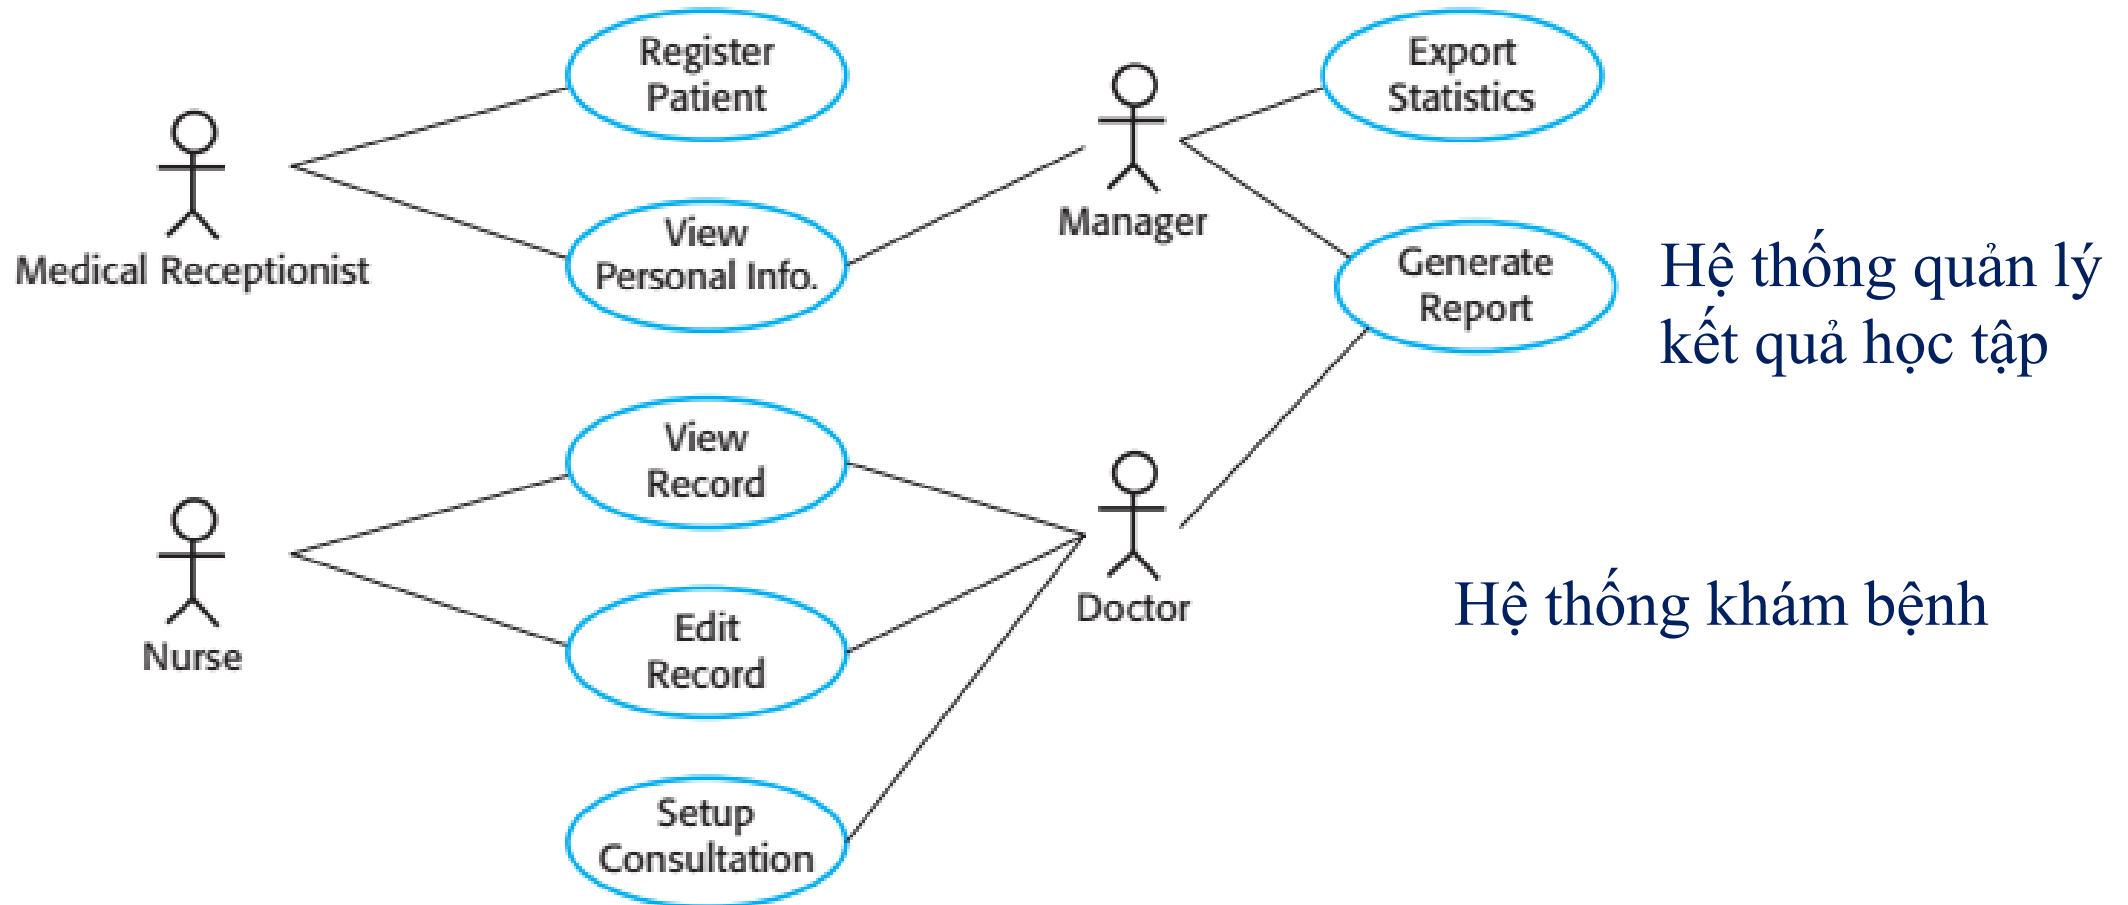 Register
Patient
Export
Statistics
Medical Receptionist
View
Personal Info.
Manager
Generate
Report
Hệ thống quản lý
kết quả học tập
View
Record
Nurse
Edit
Record
Doctor
Hệ thống khám bệnh
Setup
Consultation